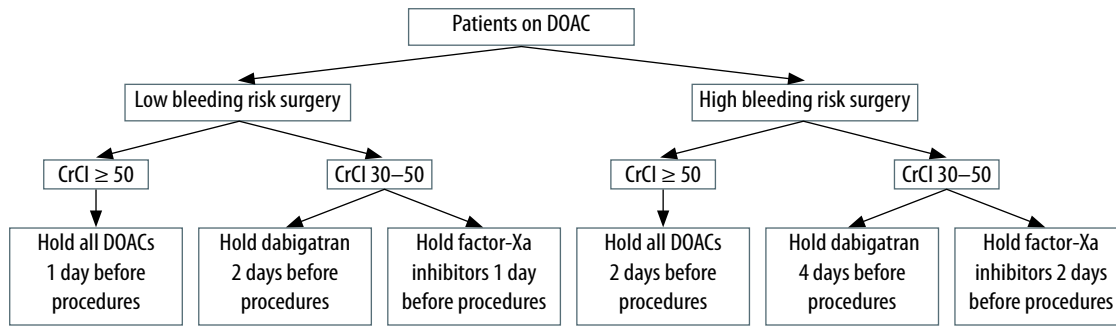 Patients on DOAC
Low bleeding risk surgery
High bleeding risk surgery
CrCl ≥ 50
CrCl 30–50
CrCl ≥ 50
CrCl 30–50
Hold all DOACs
1 day before
procedures
Hold dabigatran
2 days before
procedures
Hold factor-Xa
inhibitors 1 day
before procedures
Hold all DOACs
2 days before
procedures
Hold dabigatran
4 days before
procedures
Hold factor-Xa
inhibitors 2 days
before procedures